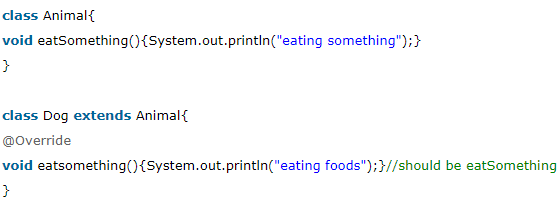 class Animal{
void eatSomething(){System.out.println("eating something");}
}
class Dog extends Animal{
@Override
void eatsomething(){System.out.println("eating foods");}//should be eatSomething
}